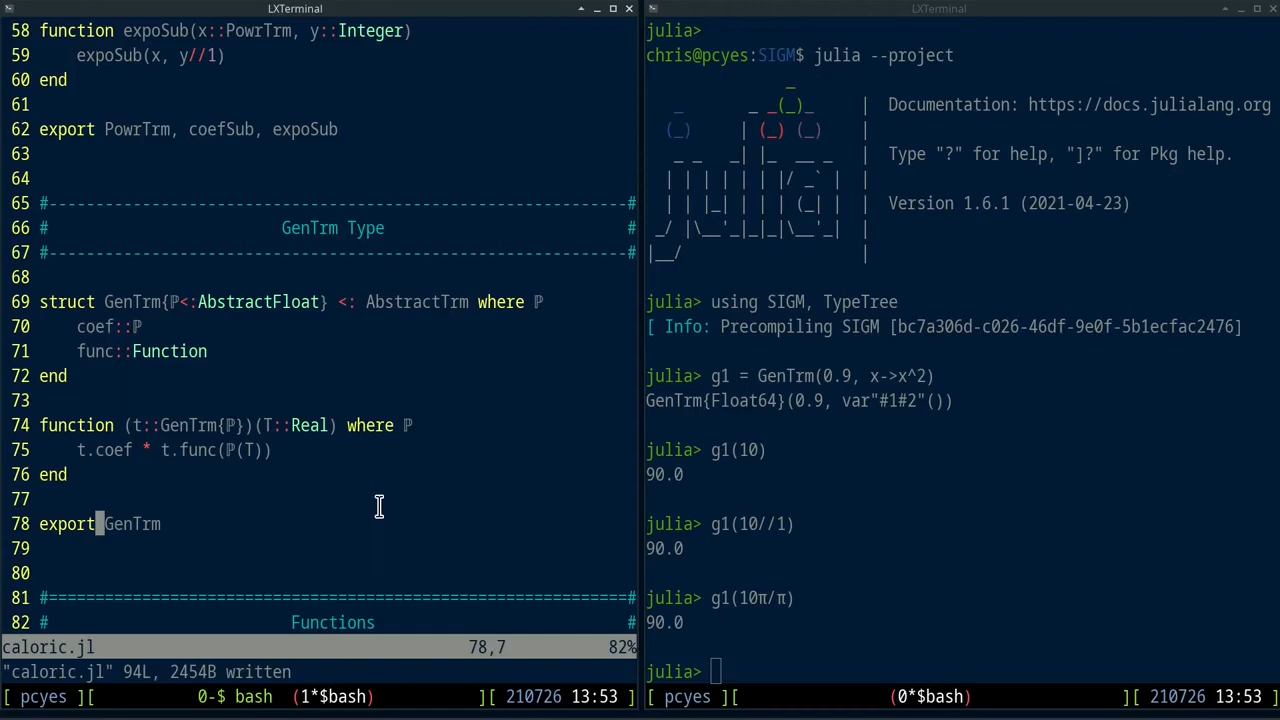 LXTerminal
58 function expoSub(x::PowrTrm, y::Integer)
59     expoSub(x, y//1)
60 end
61
62 export PowrTrm, coefSub, expoSub
63
64
65 #---------------------------------------------------------------#
66 #                          GenTrm Type                          #
67 #---------------------------------------------------------------#
68
69 struct GenTrm{ℙ<:AbstractFloat} <: AbstractTrm where ℙ
70     coef::ℙ
71     func::Function
72 end
73
74 function (t::GenTrm{ℙ})(T::Real) where ℙ
75     t.coef * t.func(ℙ(T))
76 end
77
78 export GenTrm
79
80
81 #===============================================================#
82 #                           Functions                           #
caloric.jl                                        78,7           82%
"caloric.jl" 94L, 2454B written
[ pcyes ][        0-$ bash  (1*$bash)            ][ 210726 13:53 ]
LXTerminal
julia>
chris@pcyes:SIGM$ julia --project
               _
   _       _ _(_)_     |  Documentation: https://docs.julialang.org
  (_)     | (_) (_)    |
   _ _   _| |_  __ _   |  Type "?" for help, "]?" for Pkg help.
  | | | | | | |/ _` |  |
  | | |_| | | | (_| |  |  Version 1.6.1 (2021-04-23)
 _/ |\__'_|_|_|\__'_|  |
|__/                   |
julia> using SIGM, TypeTree
[ Info: Precompiling SIGM [bc7a306d-c026-46df-9e0f-5b1ecfac2476]
julia> g1 = GenTrm(0.9, x->x^2)
GenTrm{Float64}(0.9, var"#1#2"())
julia> g1(10)
90.0
julia> g1(10//1)
90.0
julia> g1(10π/π)
90.0
julia>
[ pcyes ][                (0*$bash)              ][ 210726 13:53 ]